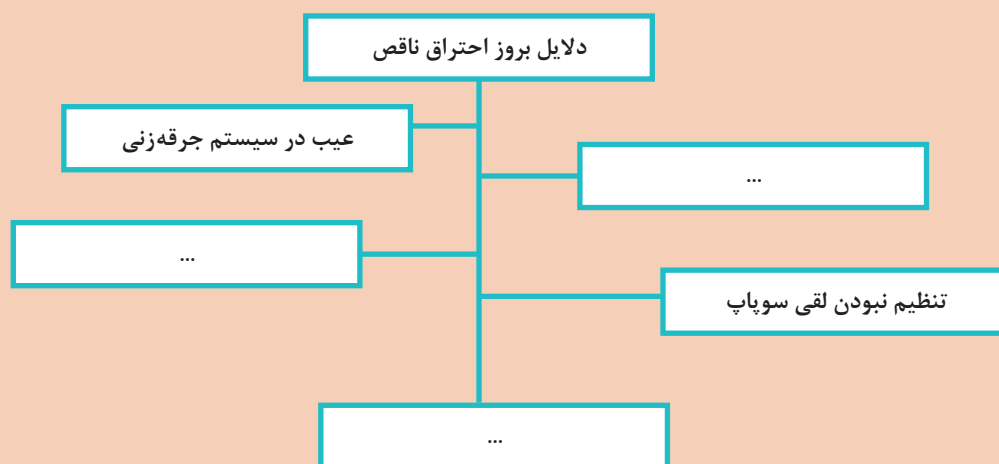 دلایل بروز احتراق ناقص
عیب در سیستم جرقه‌زنی
...
...
تنظیم نبودن لقی سوپاپ
...